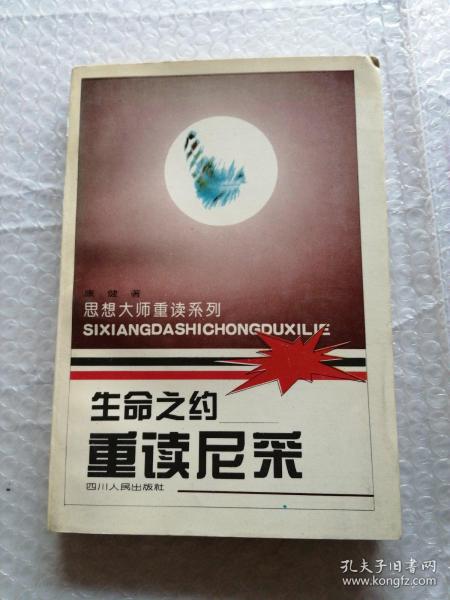 康健 著
思想大师重读系列
SIXIANGDASHICHONGDUXILIE
生命之约
重读尼采
四川人民出版社
孔夫子旧书网
www.kongfz.com